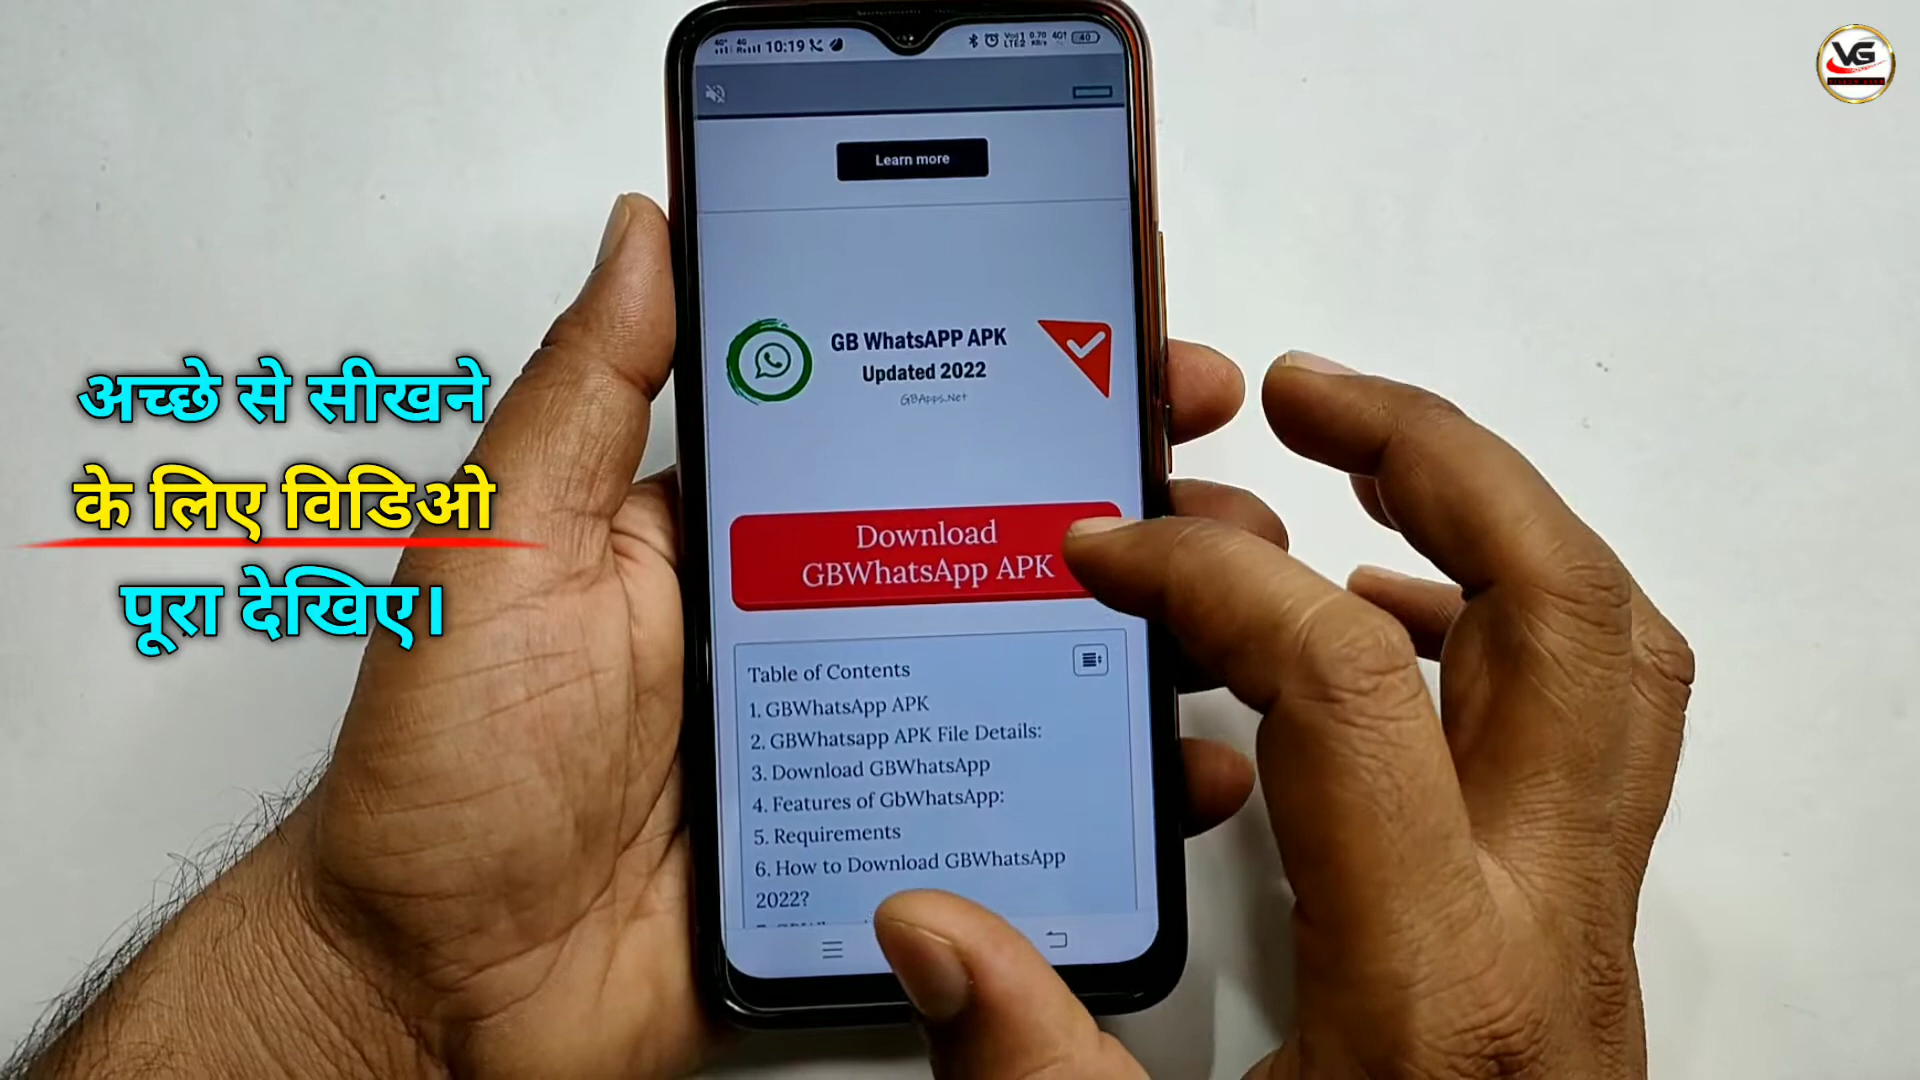 10:19
Learn more
GB WhatsAPP APK
Updated 2022
GBApps.Net
Download
GBWhatsApp APK
Table of Contents
1. GBWhatsApp APK
2. GBWhatsapp APK File Details:
3. Download GBWhatsApp
4. Features of GbWhatsApp:
5. Requirements
6. How to Download GBWhatsApp
2022?
अच्छे से सीखने
के लिए विडिओ
पूरा देखिए।
VG